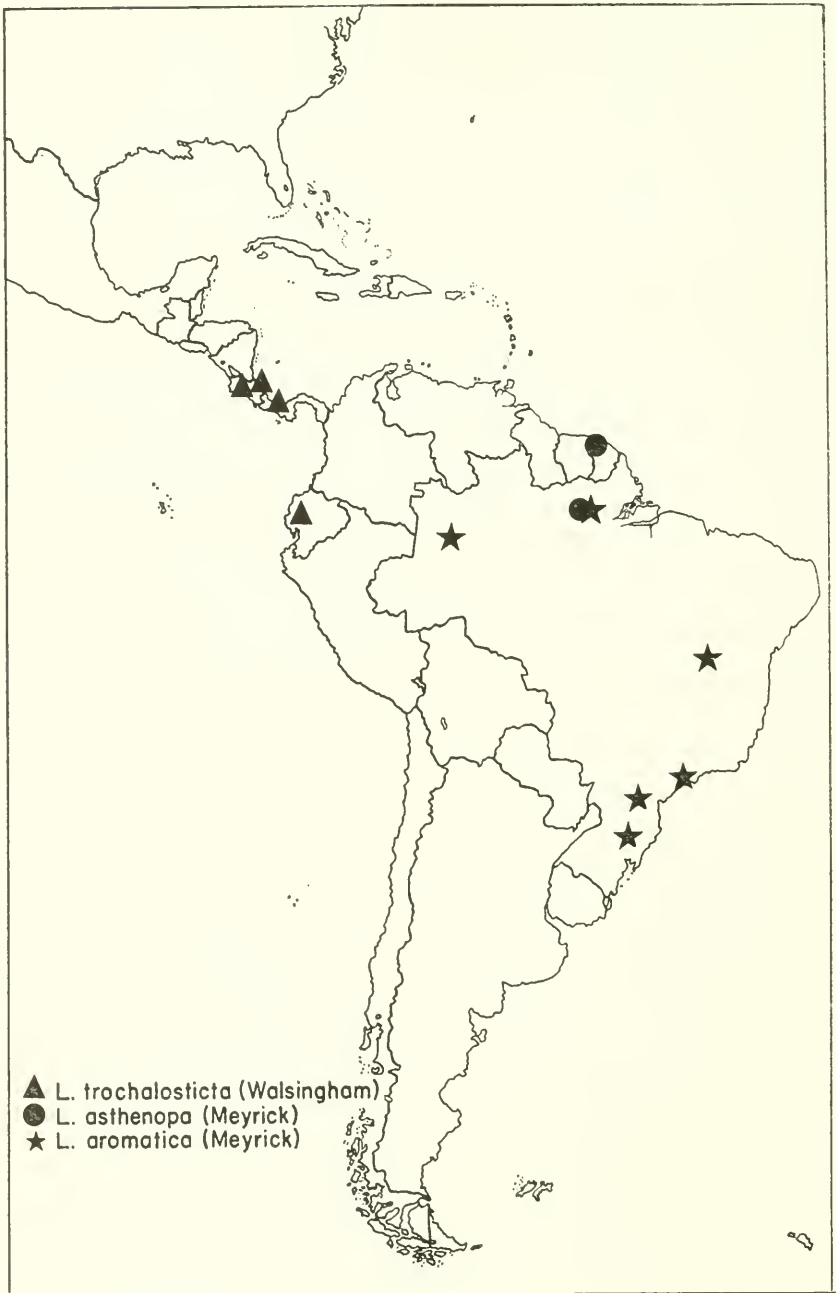 L. trochalosticta (Walsingham)
L. asthenopa (Meyrick)
L. aromatica (Meyrick)